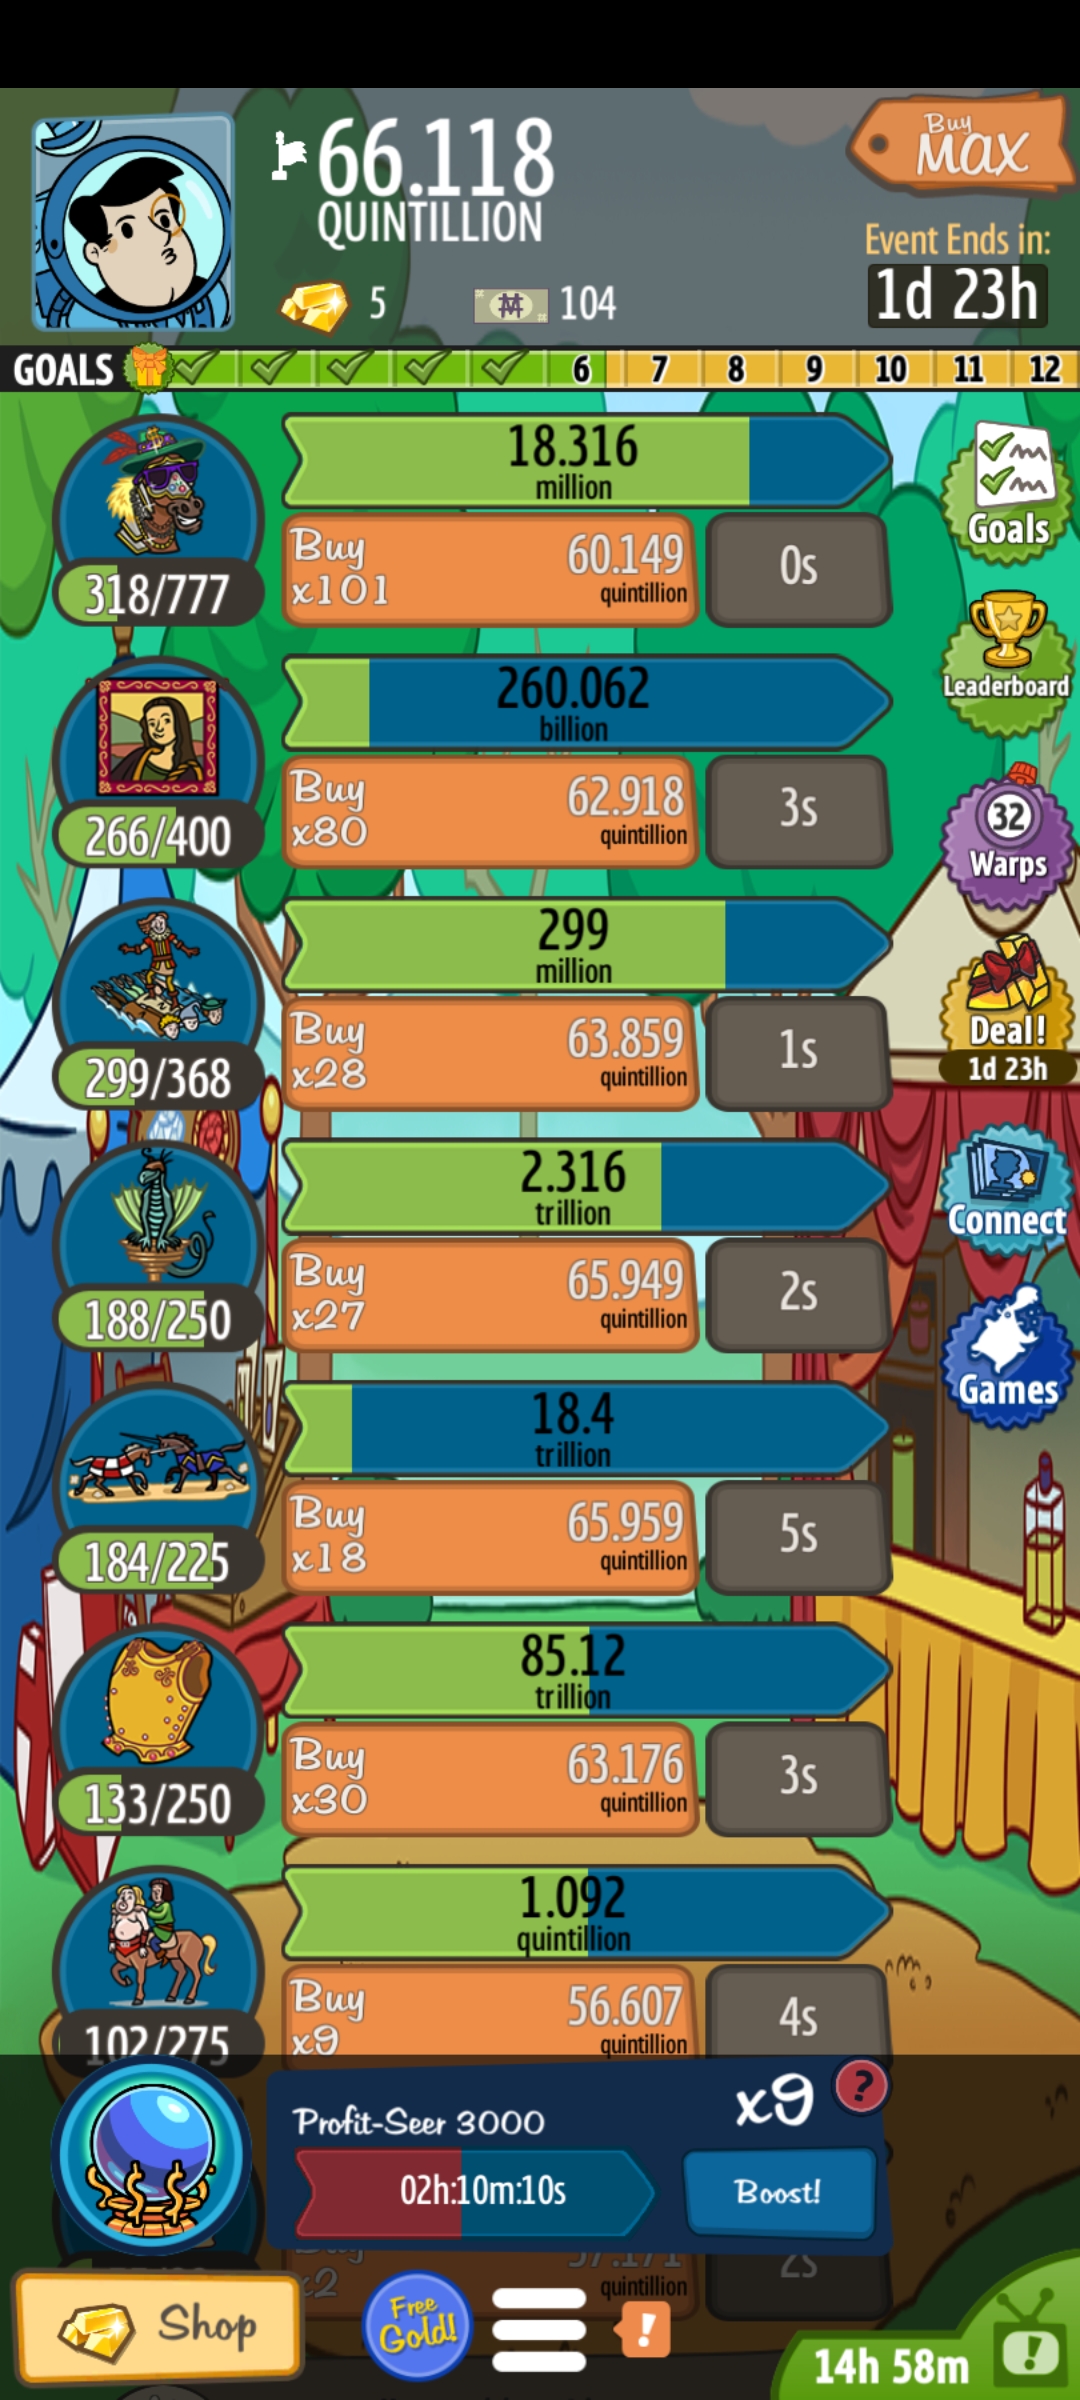 66.118
QUINTILLION
Buy
MAX
5
104
Event Ends in:
1d 23h
GOALS
6 7 8 9 10 11 12
18.316
million
318/777
Buy
x101
60.149
quintillion
0s
Goals
260.062
billion
266/400
Buy
x80
62.918
quintillion
3s
Leaderboard
299
million
299/368
Buy
x28
63.859
quintillion
1s
32
Warps
Deal!
1d 23h
2.316
trillion
188/250
Buy
x27
65.949
quintillion
2s
Connect
18.4
trillion
184/225
Buy
x18
65.959
quintillion
5s
Games
85.12
trillion
133/250
Buy
x30
63.176
quintillion
3s
1.092
quintillion
102/275
Buy
x9
56.607
quintillion
4s
Profit-Seer 3000
x9
?
02h:10m:10s
Boost!
Buy
x2
57.171
quintillion
2s
Shop
Free
Gold!
!
14h 58m
!